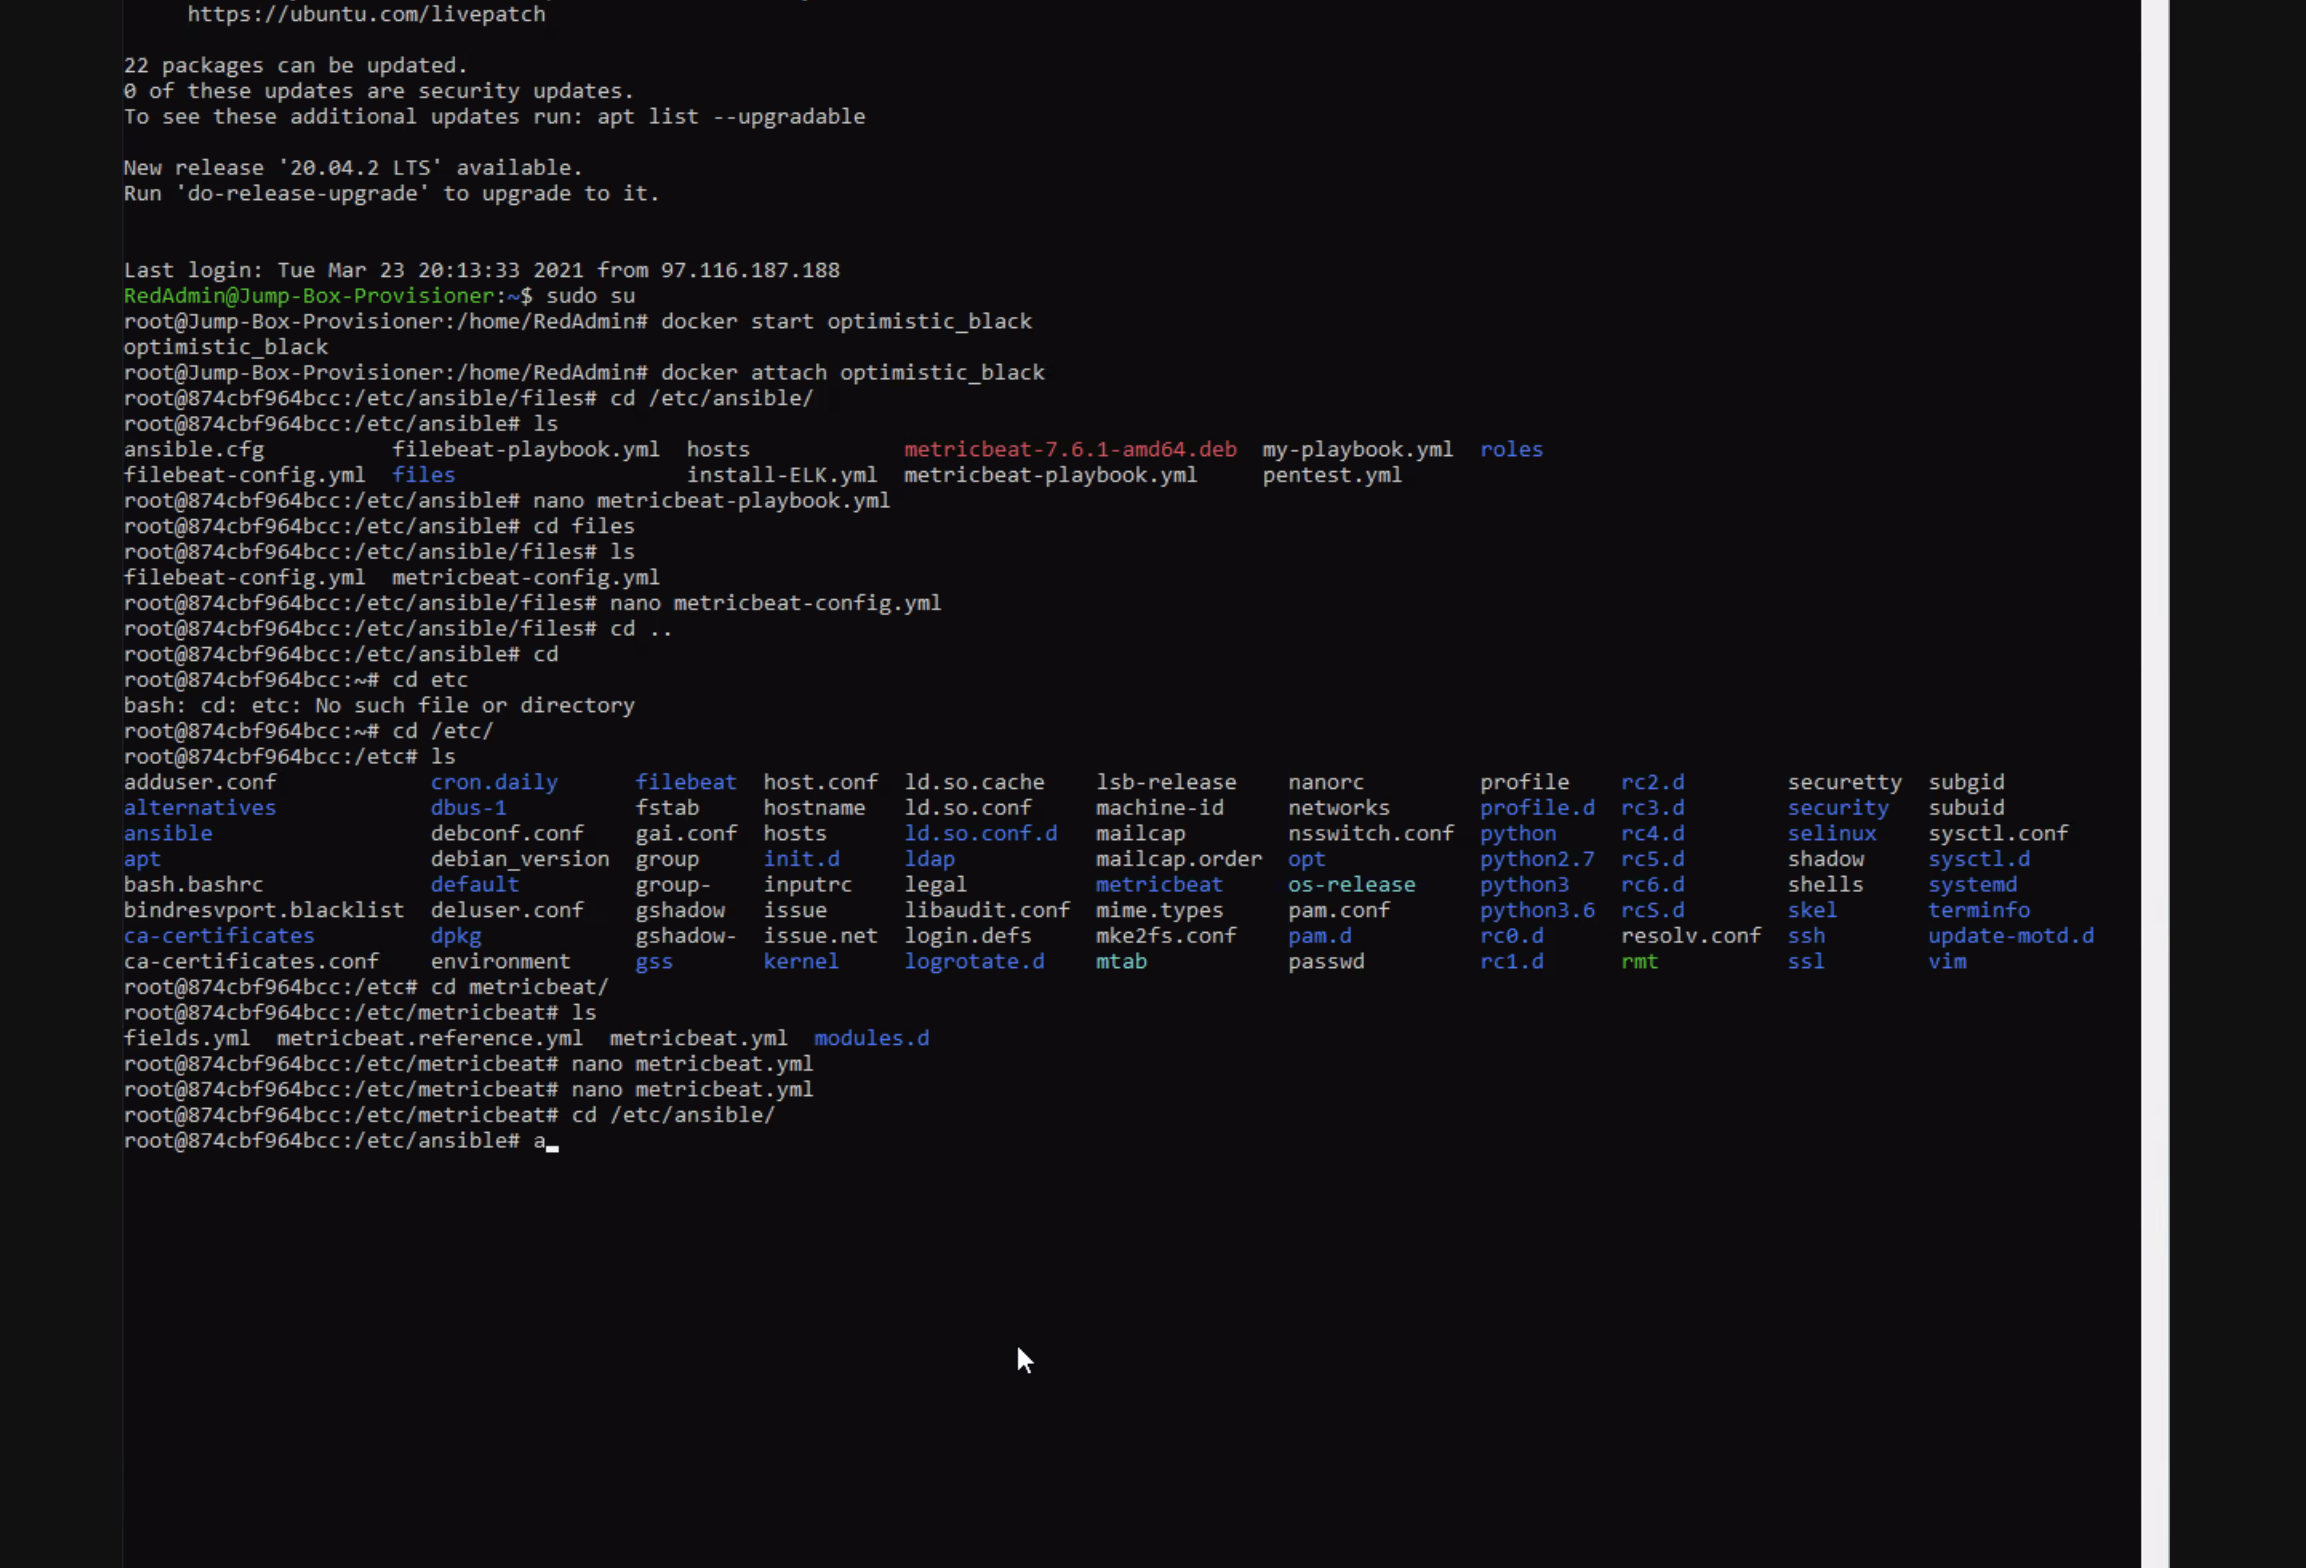 https://ubuntu.com/livepatch
22 packages can be updated.
0 of these updates are security updates.
To see these additional updates run: apt list --upgradable
New release '20.04.2 LTS' available.
Run 'do-release-upgrade' to upgrade to it.
Last login: Tue Mar 23 20:13:33 2021 from 97.116.187.188
RedAdmin@Jump-Box-Provisioner:~$ sudo su
root@Jump-Box-Provisioner:/home/RedAdmin# docker start optimistic_black
optimistic_black
root@Jump-Box-Provisioner:/home/RedAdmin# docker attach optimistic_black
root@874cbf964bcc:/etc/ansible/files# cd /etc/ansible/
root@874cbf964bcc:/etc/ansible# ls
ansible.cfg filebeat-playbook.yml hosts metricbeat-7.6.1-amd64.deb my-playbook.yml roles
filebeat-config.yml files install-ELK.yml metricbeat-playbook.yml pentest.yml
root@874cbf964bcc:/etc/ansible# nano metricbeat-playbook.yml
root@874cbf964bcc:/etc/ansible# cd files
root@874cbf964bcc:/etc/ansible/files# ls
filebeat-config.yml metricbeat-config.yml
root@874cbf964bcc:/etc/ansible/files# nano metricbeat-config.yml
root@874cbf964bcc:/etc/ansible/files# cd ..
root@874cbf964bcc:/etc/ansible# cd
root@874cbf964bcc:~# cd etc
bash: cd: etc: No such file or directory
root@874cbf964bcc:~# cd /etc/
root@874cbf964bcc:/etc# ls
adduser.conf cron.daily filebeat host.conf ld.so.cache lsb-release nanorc profile rc2.d securetty subgid
alternatives dbus-1 fstab hostname ld.so.conf machine-id networks profile.d rc3.d security subuid
ansible debconf.conf gai.conf hosts ld.so.conf.d mailcap nsswitch.conf python rc4.d selinux sysctl.conf
apt debian_version group init.d ldap mailcap.order opt python2.7 rc5.d shadow sysctl.d
bash.bashrc default group- inputrc legal metricbeat os-release python3 rc6.d shells systemd
bindresvport.blacklist deluser.conf gshadow issue libaudit.conf mime.types pam.conf python3.6 rcS.d skel terminfo
ca-certificates dpkg gshadow- issue.net login.defs mke2fs.conf pam.d rc0.d resolv.conf ssh update-motd.d
ca-certificates.conf environment gss kernel logrotate.d mtab passwd rc1.d rmt ssl vim
root@874cbf964bcc:/etc# cd metricbeat/
root@874cbf964bcc:/etc/metricbeat# ls
fields.yml metricbeat.reference.yml metricbeat.yml modules.d
root@874cbf964bcc:/etc/metricbeat# nano metricbeat.yml
root@874cbf964bcc:/etc/metricbeat# nano metricbeat.yml
root@874cbf964bcc:/etc/metricbeat# cd /etc/ansible/
root@874cbf964bcc:/etc/ansible# a